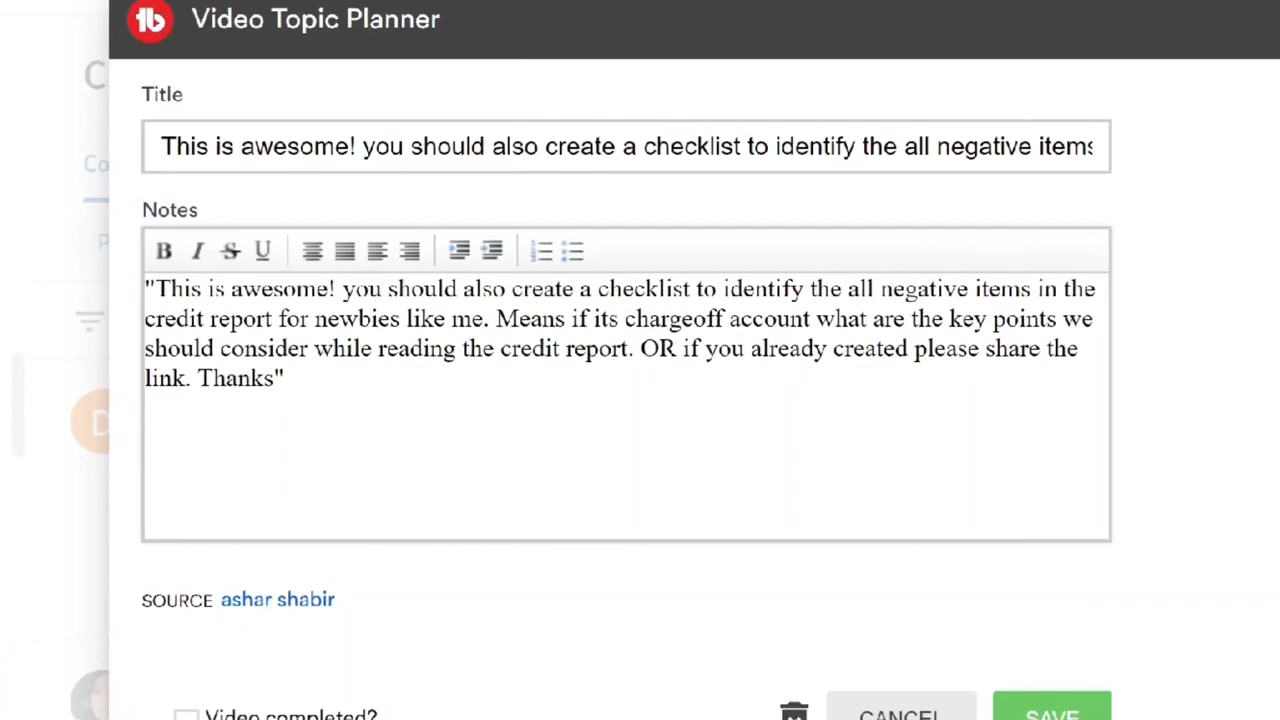 Video Topic Planner
Title
This is awesome! you should also create a checklist to identify the all negative items
Notes
B I S U
"This is awesome! you should also create a checklist to identify the all negative items in the
credit report for newbies like me. Means if its chargeoff account what are the key points we
should consider while reading the credit report. OR if you already created please share the
link. Thanks"
SOURCE ashar shabir
Video completed?
CANCEL
SAVE